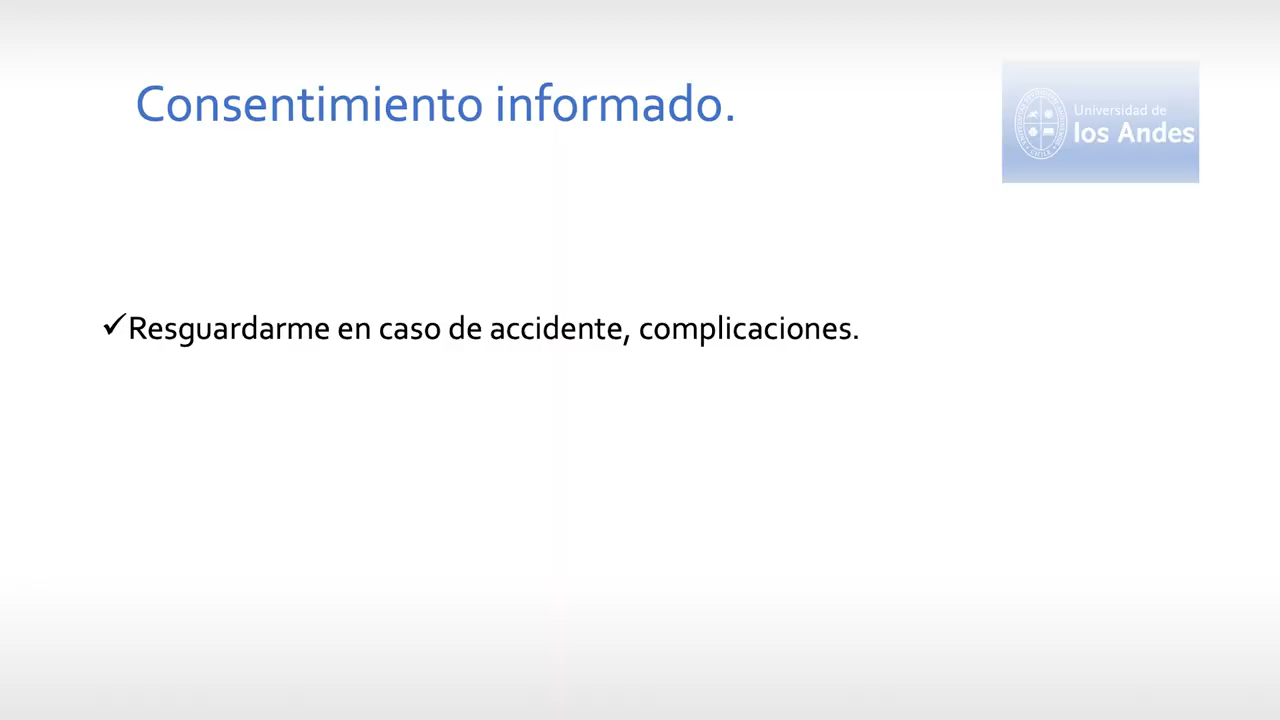 Consentimiento informado.
Universidad de
los Andes
✓Resguardarme en caso de accidente, complicaciones.